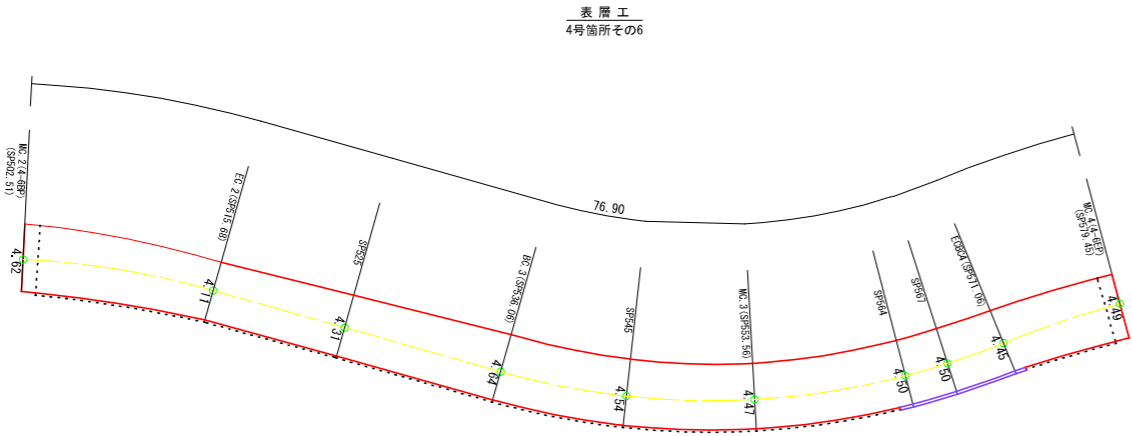 表 層 工
4号箇所その6
76.90
MC.2(4-6BP)
(SP502.51)
EC.2(SP515.68)
SP525
BC.3(SP536.06)
SP545
MC.3(SP553.56)
SP564
SP567
ECBC4(SP571.06)
MC.4(4-6EP)
(SP579.45)
4.62
4.11
4.31
4.64
4.54
4.47
4.50
4.50
4.45
4.49